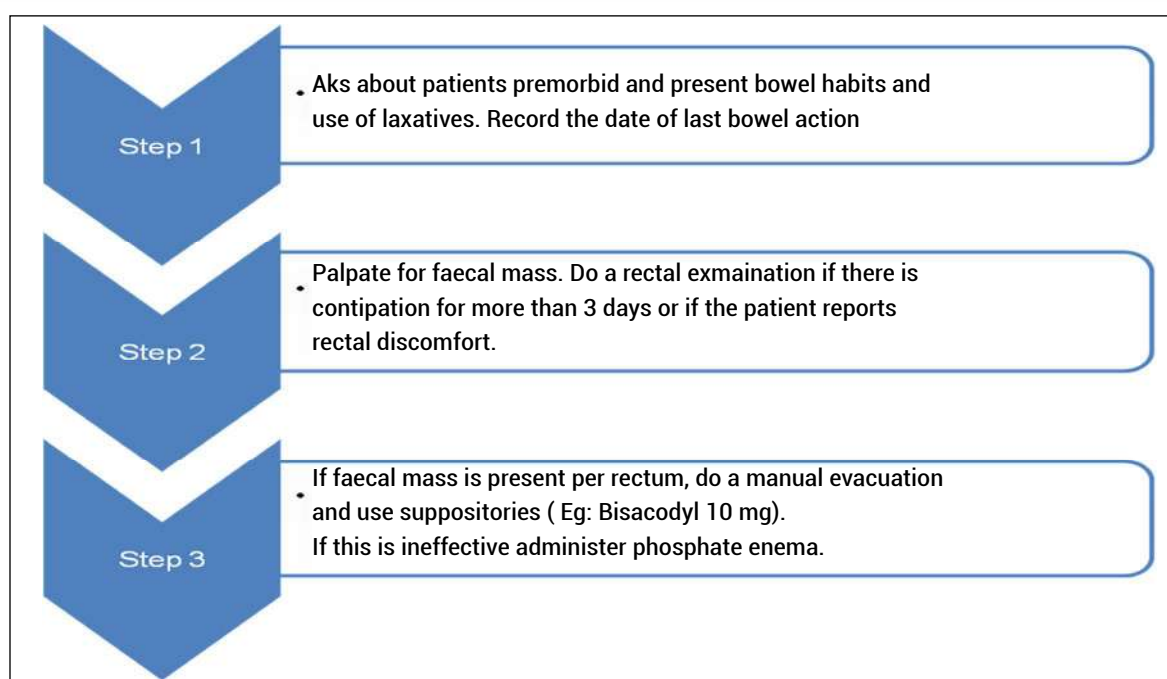 Step 1
• Aks about patients premorbid and present bowel habits and
use of laxatives. Record the date of last bowel action
Step 2
• Palpate for faecal mass. Do a rectal exmaination if there is
contipation for more than 3 days or if the patient reports
rectal discomfort.
Step 3
• If faecal mass is present per rectum, do a manual evacuation
and use suppositories ( Eg: Bisacodyl 10 mg).
If this is ineffective administer phosphate enema.